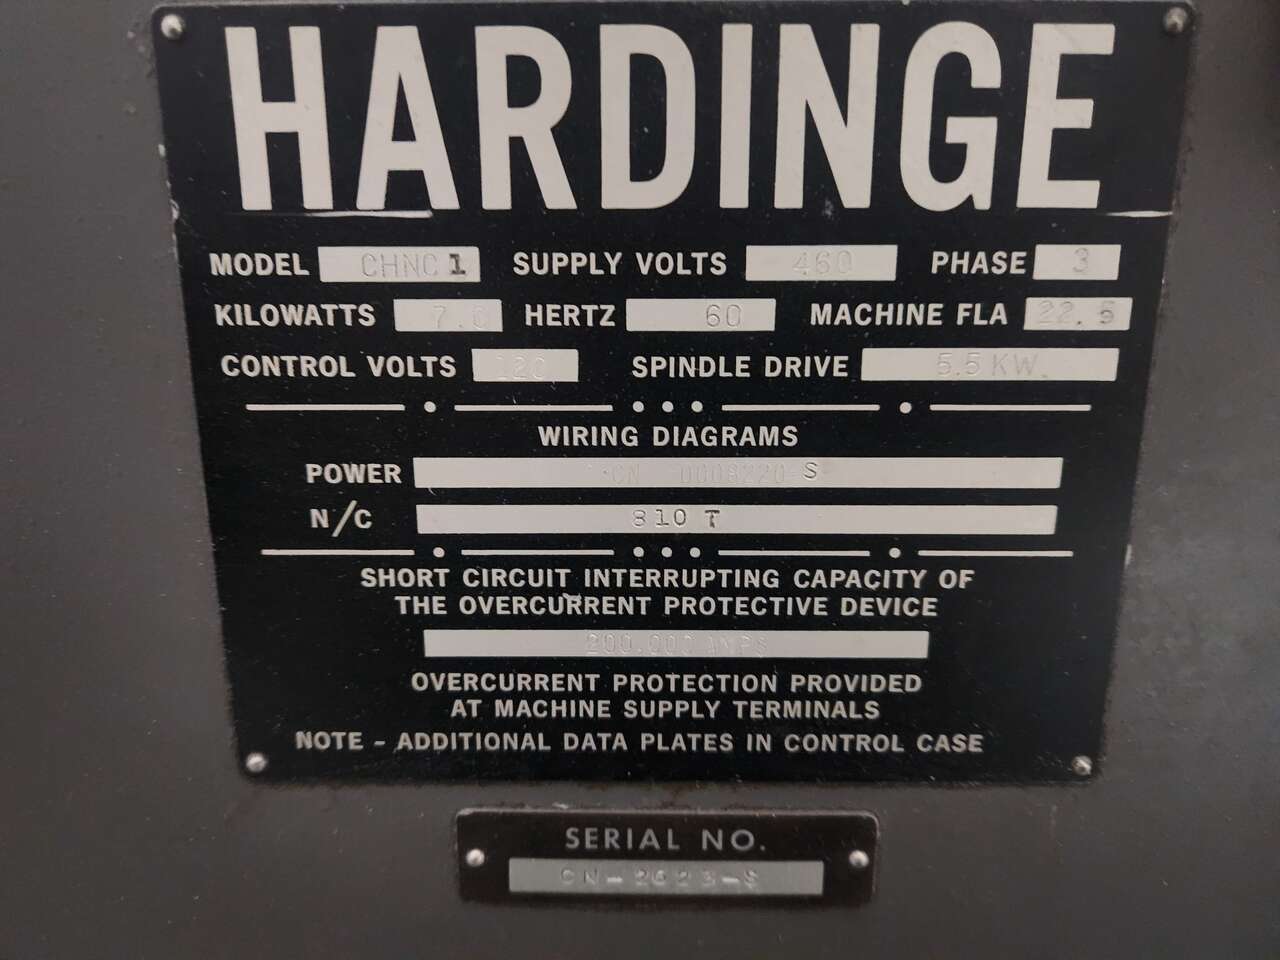 HARDINGE
MODEL CHNC 1 SUPPLY VOLTS 460 PHASE 3
KILOWATTS HERTZ 60 MACHINE FLA 22.5
CONTROL VOLTS 120 SPINDLE DRIVE 5.5 KW.
WIRING DIAGRAMS
POWER CN 0008220 S
N/C 810 T
SHORT CIRCUIT INTERRUPTING CAPACITY OF
THE OVERCURRENT PROTECTIVE DEVICE
200,000 AMPS
OVERCURRENT PROTECTION PROVIDED
AT MACHINE SUPPLY TERMINALS
NOTE - ADDITIONAL DATA PLATES IN CONTROL CASE
SERIAL NO.